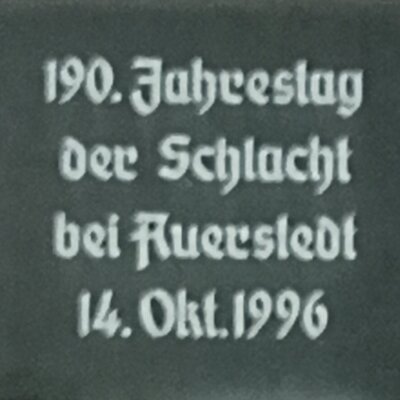 190. Jahrestag
der Schlacht
bei Auerstedt
14. Okt. 1996